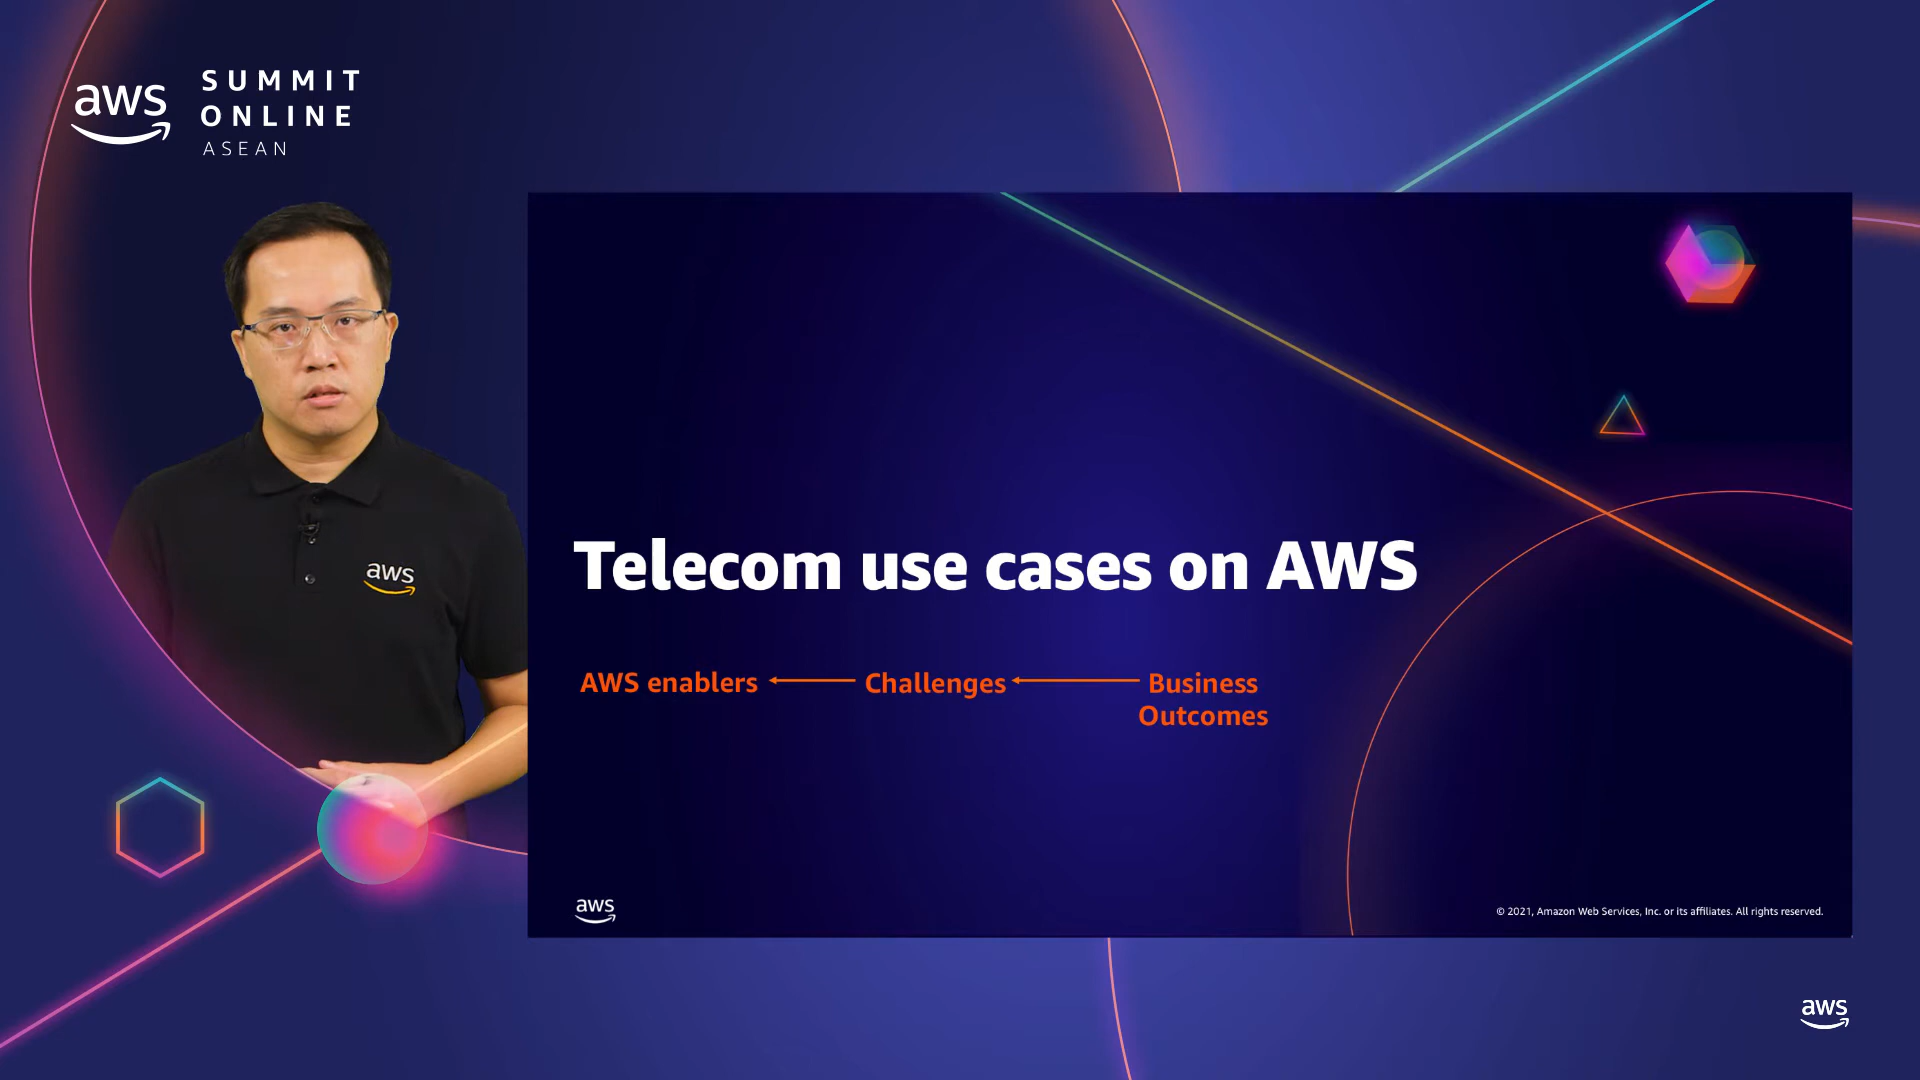 aws
SUMMIT
ONLINE
ASEAN
aws
Telecom use cases on AWS
AWS enablers
Challenges
Business
Outcomes
aws
© 2021, Amazon Web Services, Inc. or its affiliates. All rights reserved.
aws